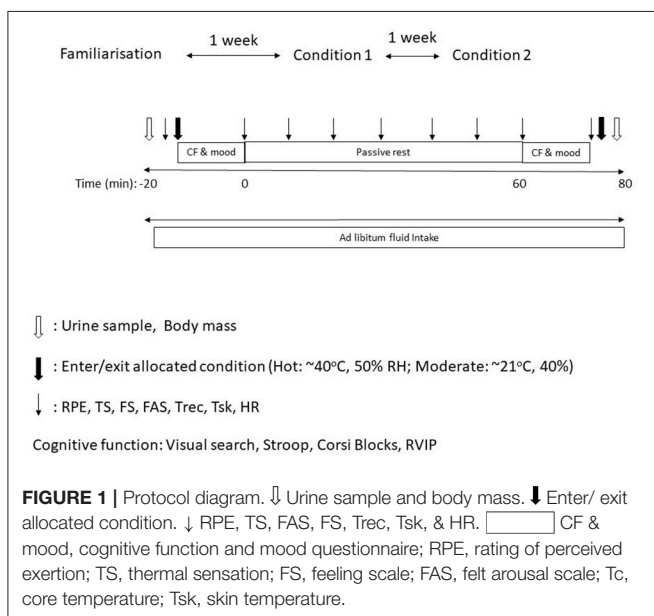 1 week 1 week
Familiarisation Condition 1 Condition 2
CF & mood Passive rest CF & mood
Time (min): -20 0 60 80
Ad libitum fluid Intake
⇩ : Urine sample, Body mass
⬇ : Enter/exit allocated condition (Hot: ~40°C, 50% RH; Moderate: ~21°C, 40%)
↓ : RPE, TS, FS, FAS, Trec, Tsk, HR
Cognitive function: Visual search, Stroop, Corsi Blocks, RVIP
FIGURE 1 | Protocol diagram. ⇩ Urine sample and body mass. ⬇ Enter/ exit
allocated condition. ↓ RPE, TS, FAS, FS, Trec, Tsk, & HR. CF &
mood, cognitive function and mood questionnaire; RPE, rating of perceived
exertion; TS, thermal sensation; FS, feeling scale; FAS, felt arousal scale; Tc,
core temperature; Tsk, skin temperature.